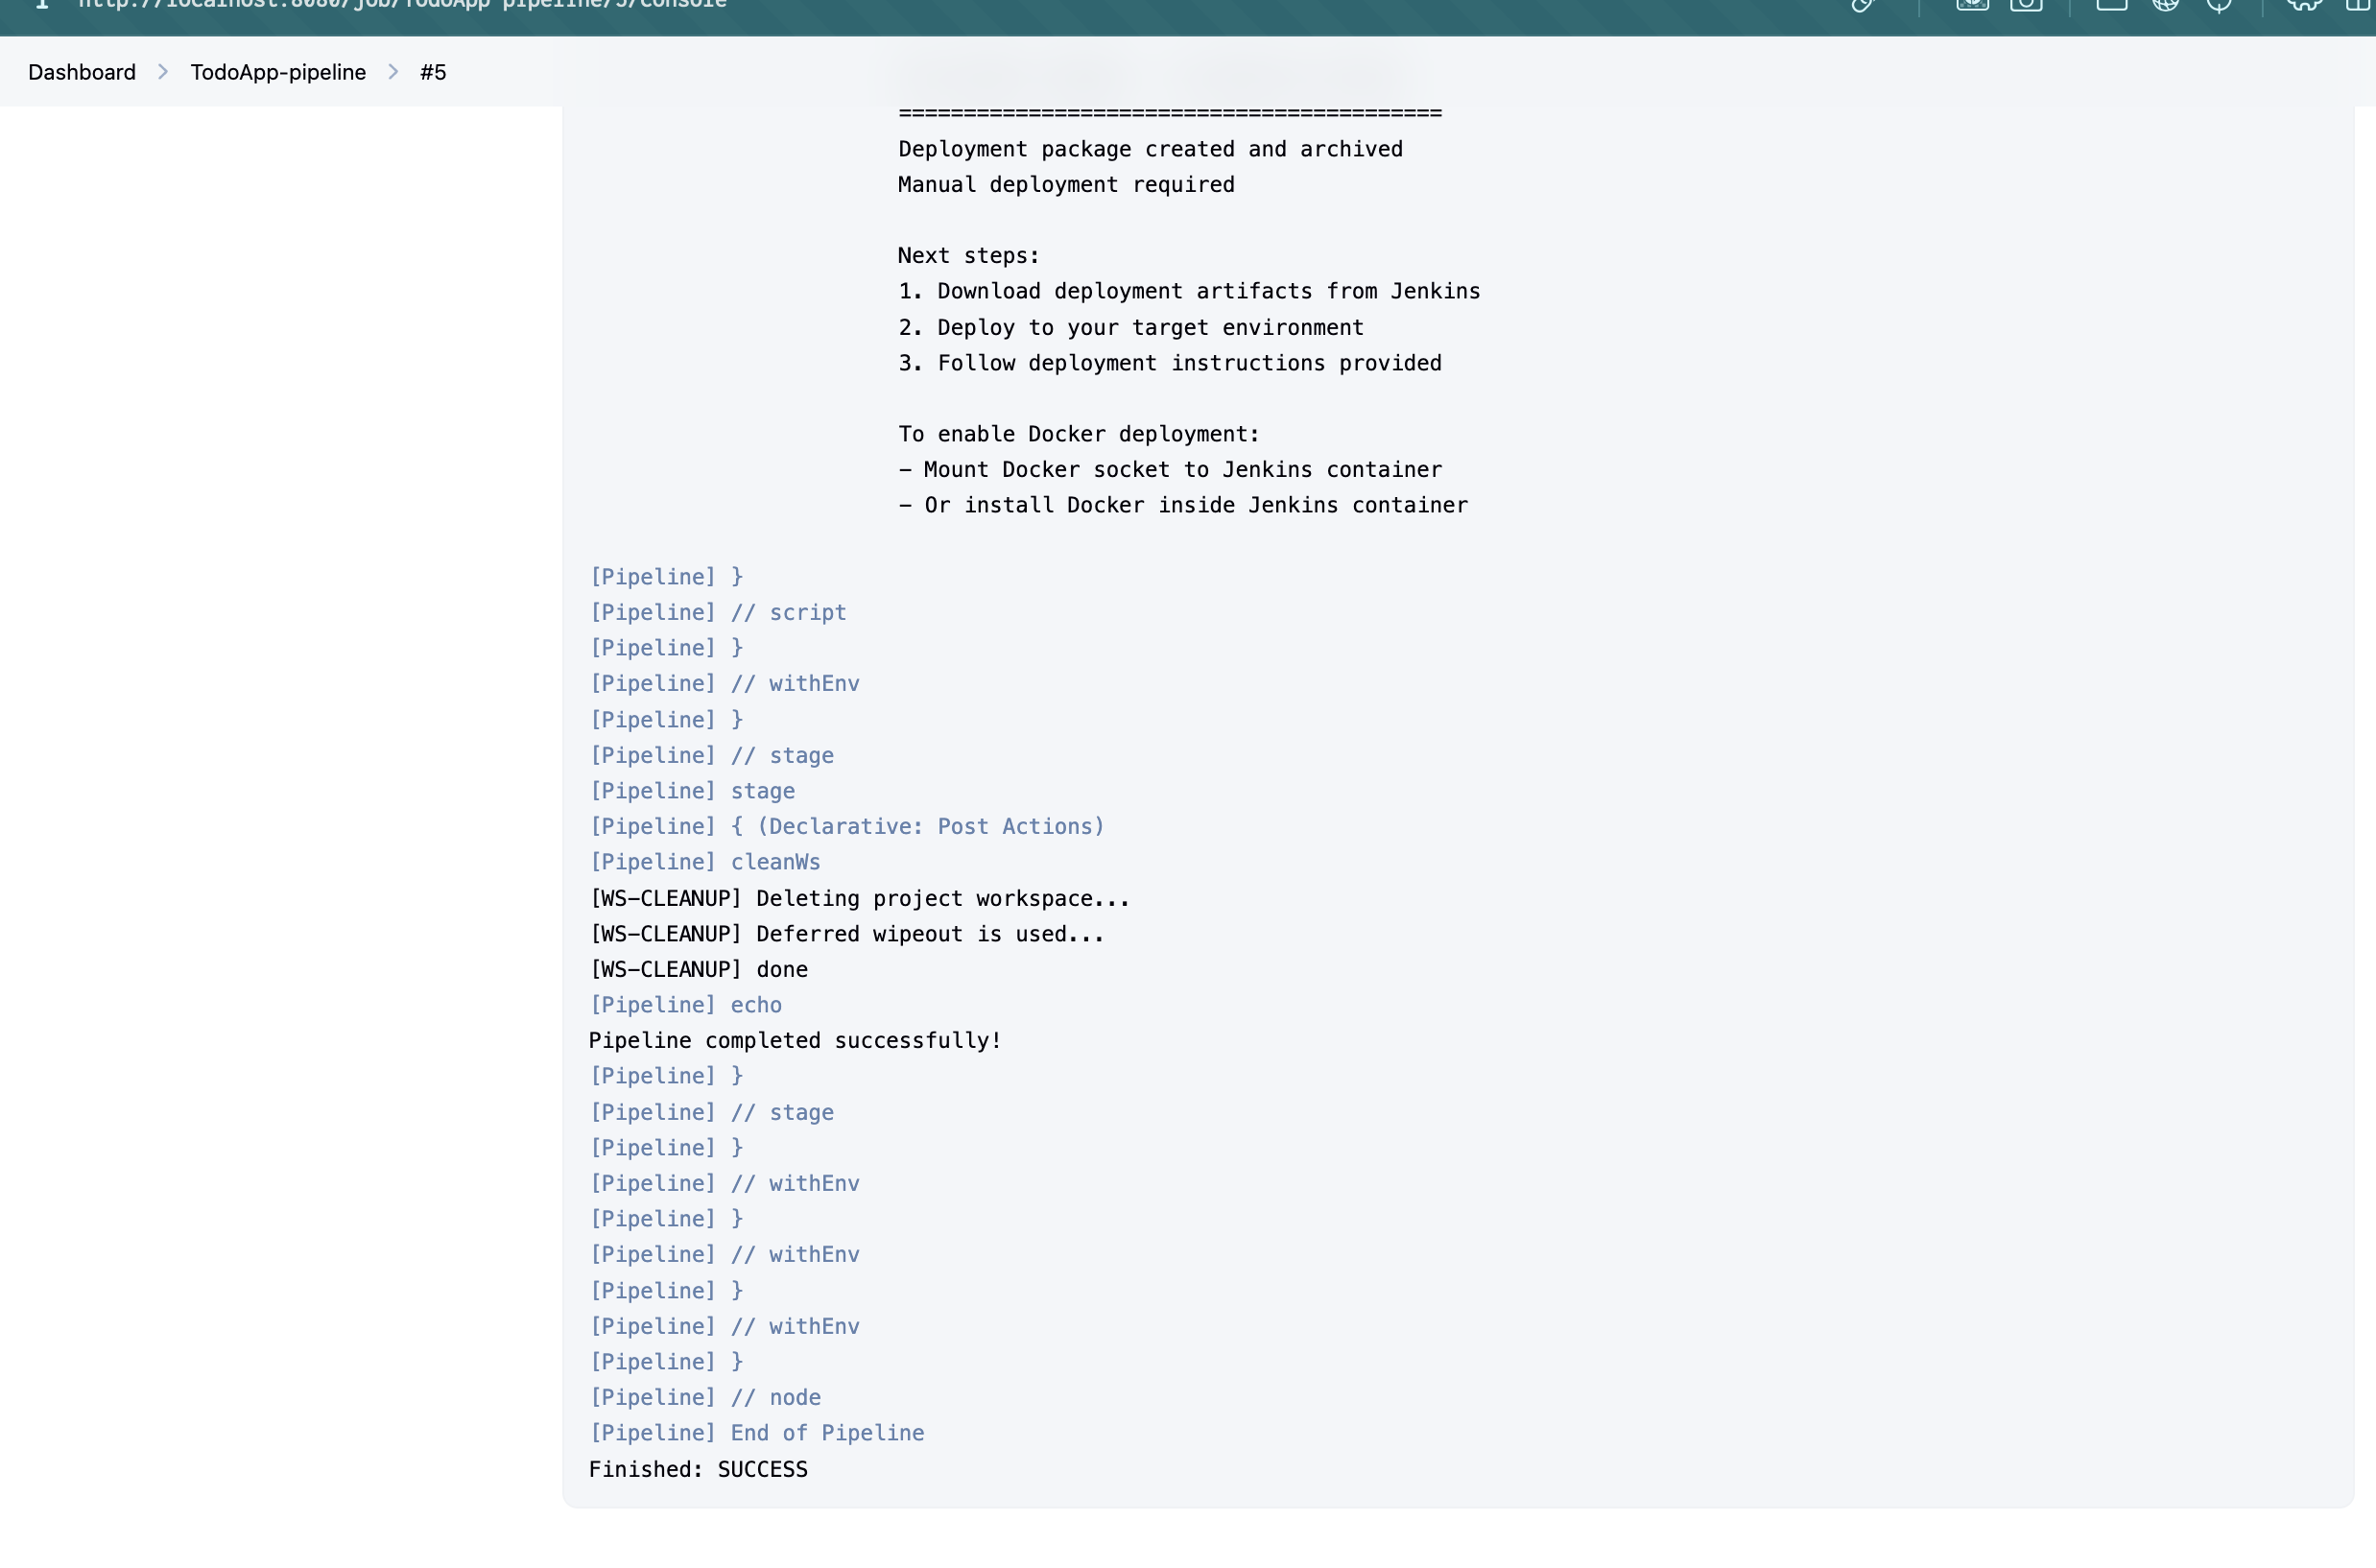 http://localhost:8080/job/TodoApp-pipeline/5/console
Dashboard > TodoApp-pipeline > #5
==========================================
Deployment package created and archived
Manual deployment required
Next steps:
1. Download deployment artifacts from Jenkins
2. Deploy to your target environment
3. Follow deployment instructions provided
To enable Docker deployment:
- Mount Docker socket to Jenkins container
- Or install Docker inside Jenkins container
[Pipeline] }
[Pipeline] // script
[Pipeline] }
[Pipeline] // withEnv
[Pipeline] }
[Pipeline] // stage
[Pipeline] stage
[Pipeline] { (Declarative: Post Actions)
[Pipeline] cleanWs
[WS-CLEANUP] Deleting project workspace...
[WS-CLEANUP] Deferred wipeout is used...
[WS-CLEANUP] done
[Pipeline] echo
Pipeline completed successfully!
[Pipeline] }
[Pipeline] // stage
[Pipeline] }
[Pipeline] // withEnv
[Pipeline] }
[Pipeline] // withEnv
[Pipeline] }
[Pipeline] // withEnv
[Pipeline] }
[Pipeline] // node
[Pipeline] End of Pipeline
Finished: SUCCESS